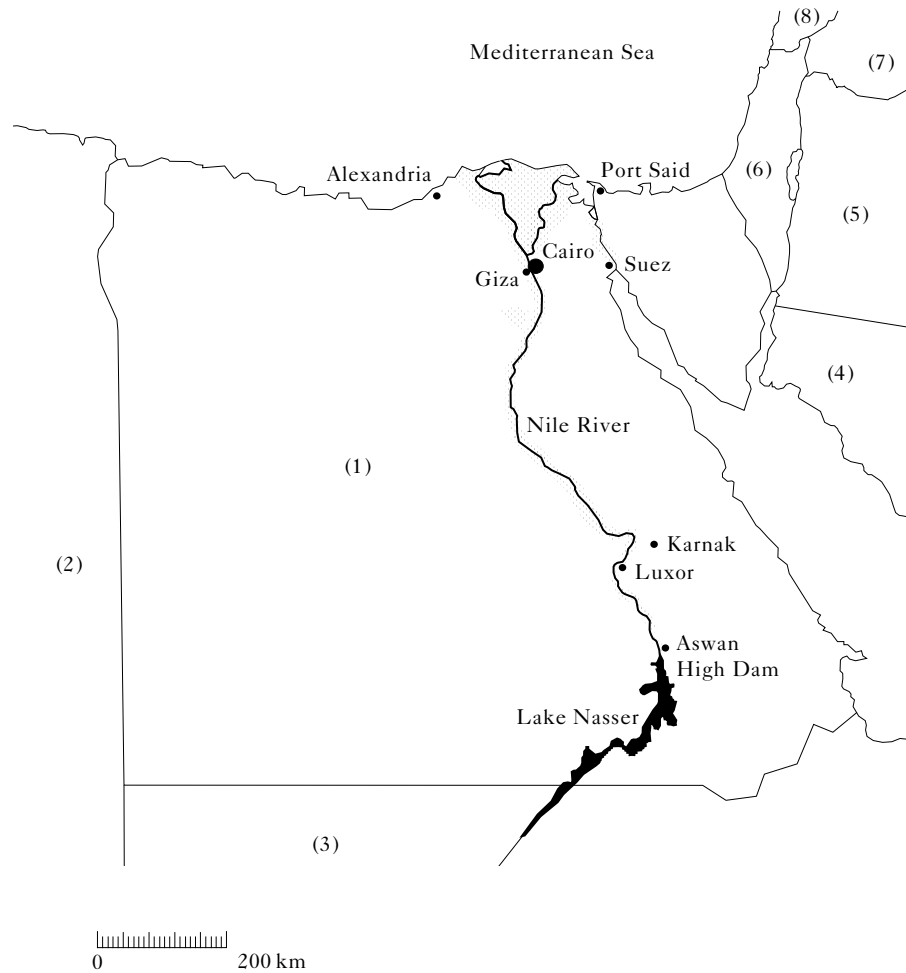 (8)
Mediterranean Sea
(7)
Alexandria
Port Said
(6)
(5)
Cairo
Suez
Giza
(4)
Nile River
(1)
Karnak
(2)
Luxor
Aswan
High Dam
Lake Nasser
(3)
0
200 km